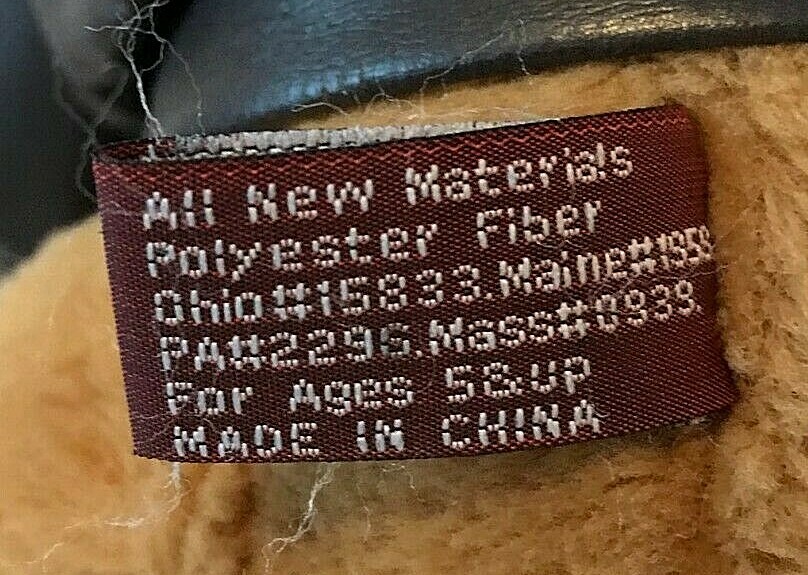 All New Materials
Polyester Fiber
Ohio#15833.Maine#
PA#2296.Mass#0939.
For Ages 5&up
MADE IN CHINA